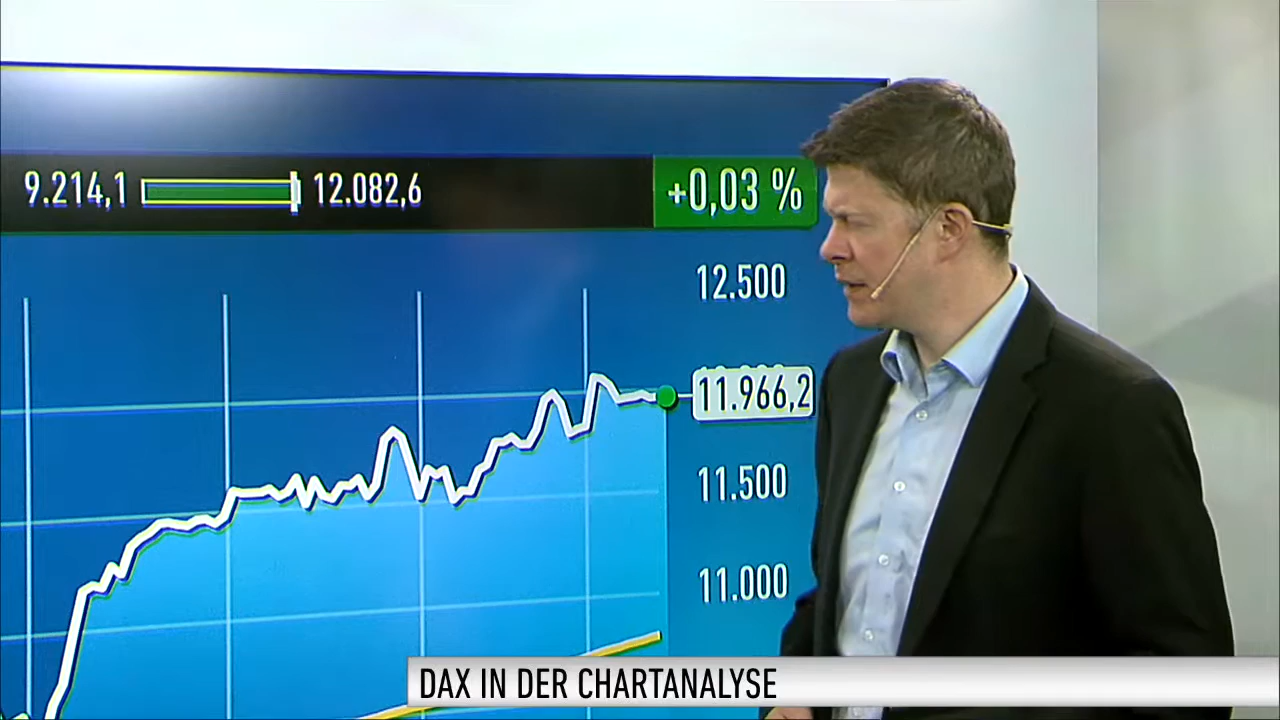 9.214,1 12.082,6 +0,03 %
12.500
11.966,2
11.500
11.000
DAX IN DER CHARTANALYSE